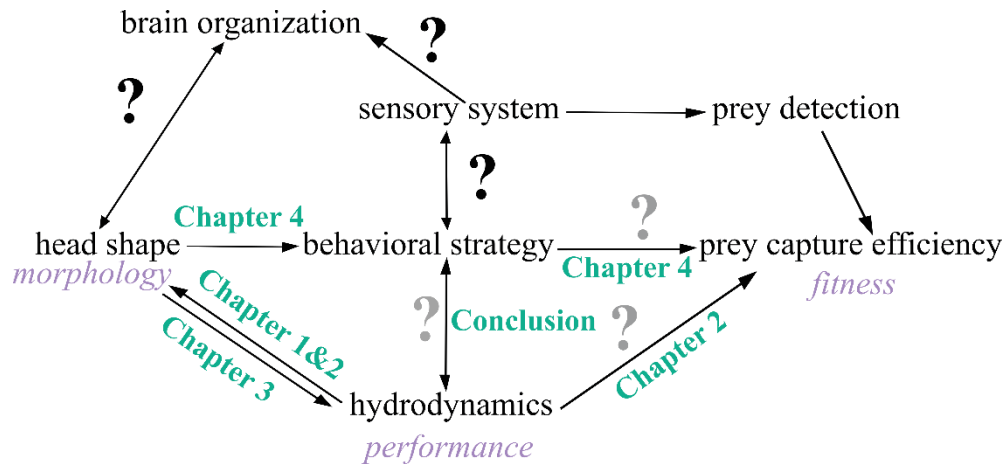 brain organization
?
?
sensory system
prey detection
?
Chapter 4
?
head shape
behavioral strategy
prey capture efficiency
morphology
Chapter 4
fitness
Chapter 1&2
?
Conclusion
?
Chapter 2
Chapter 3
hydrodynamics
performance